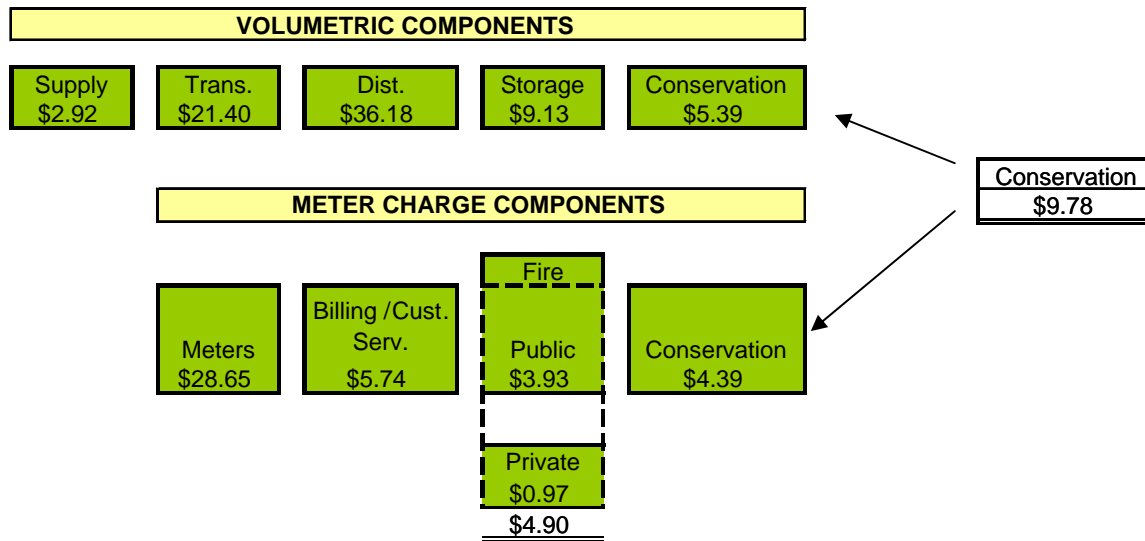 VOLUMETRIC COMPONENTS
Supply
$2.92
Trans.
$21.40
Dist.
$36.18
Storage
$9.13
Conservation
$5.39
Conservation
$9.78
METER CHARGE COMPONENTS
Meters
$28.65
Billing /Cust.
Serv.
$5.74
Fire
Public
$3.93
Private
$0.97
$4.90
Conservation
$4.39